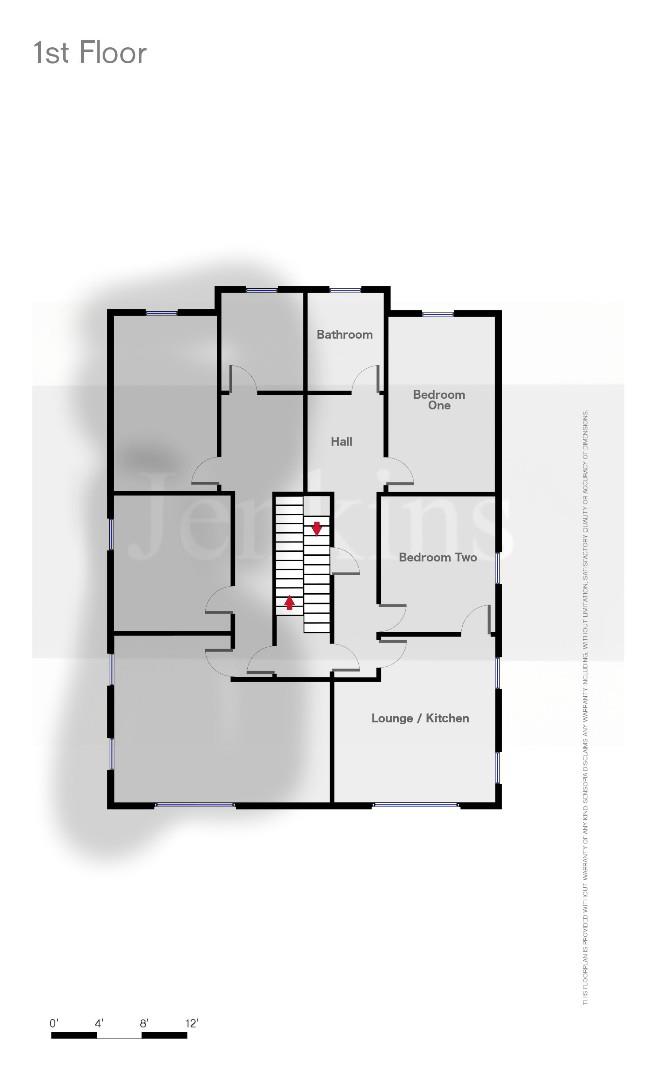 1st Floor
Bathroom
Bedroom
One
Hall
Jenkins
Bedroom Two
Lounge / Kitchen
THIS FLOORPLAN IS PROVIDED WITHOUT WARRANTY OF ANY KIND. SENSOPIA DISCLAIMS ANY WARRANTY INCLUDING, WITHOUT LIMITATION, SATISFACTORY QUALITY OR ACCURACY OF DIMENSIONS.
0' 4' 8' 12'